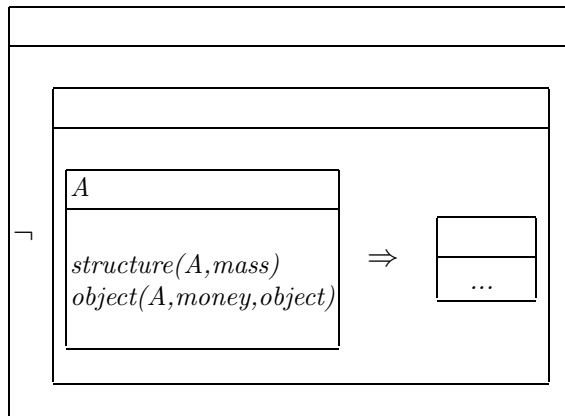 A
¬
structure(A,mass)
⇒
object(A,money,object)
...